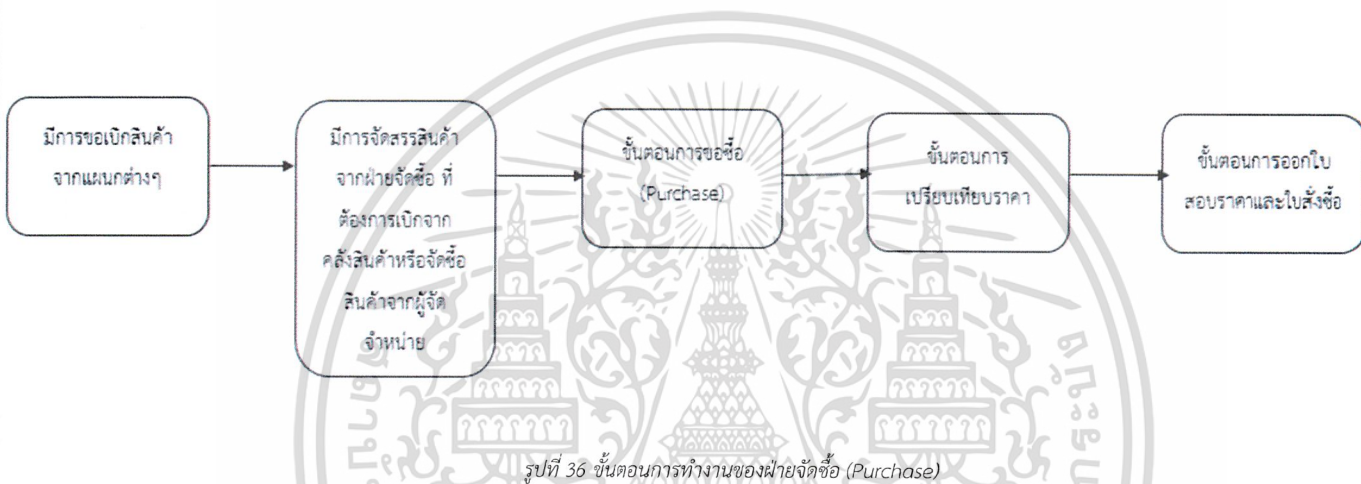 มีการขอเบิกสินค้า
จากแผนกต่างๆ
มีการจัดสรรสินค้า
จากฝ่ายจัดซื้อ ที่
ต้องการเบิกจาก
คลังสินค้าหรือจัดซื้อ
สินค้าจากผู้จัด
จำหน่าย
ขั้นตอนการขอซื้อ
(Purchase)
ขั้นตอนการ
เปรียบเทียบราคา
ขั้นตอนการออกใบ
สอบราคาและใบสั่งซื้อ
รูปที่ 36 ขั้นตอนการทำงานของฝ่ายจัดซื้อ (Purchase)